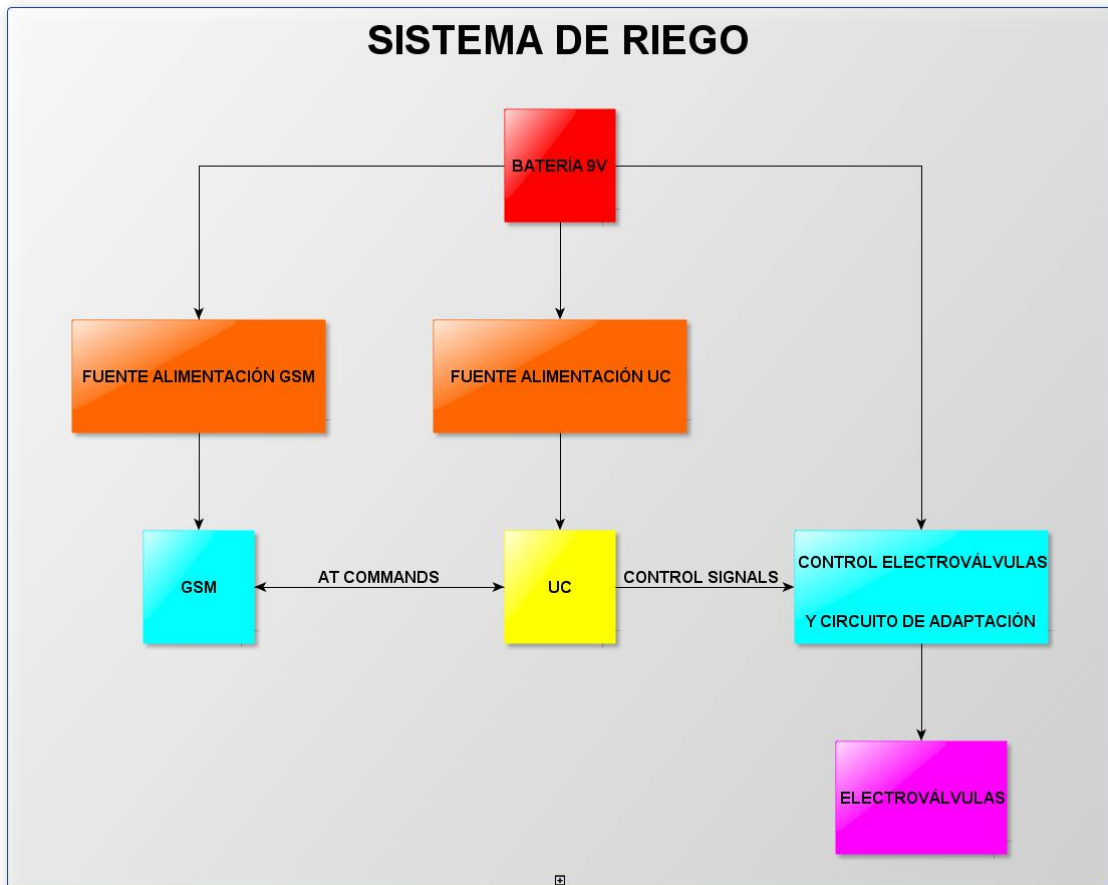 SISTEMA DE RIEGO
BATERÍA 9V
FUENTE ALIMENTACIÓN GSM
FUENTE ALIMENTACIÓN UC
GSM
AT COMMANDS
UC
CONTROL SIGNALS
CONTROL ELECTROVÁLVULAS
Y CIRCUITO DE ADAPTACIÓN
ELECTROVÁLVULAS